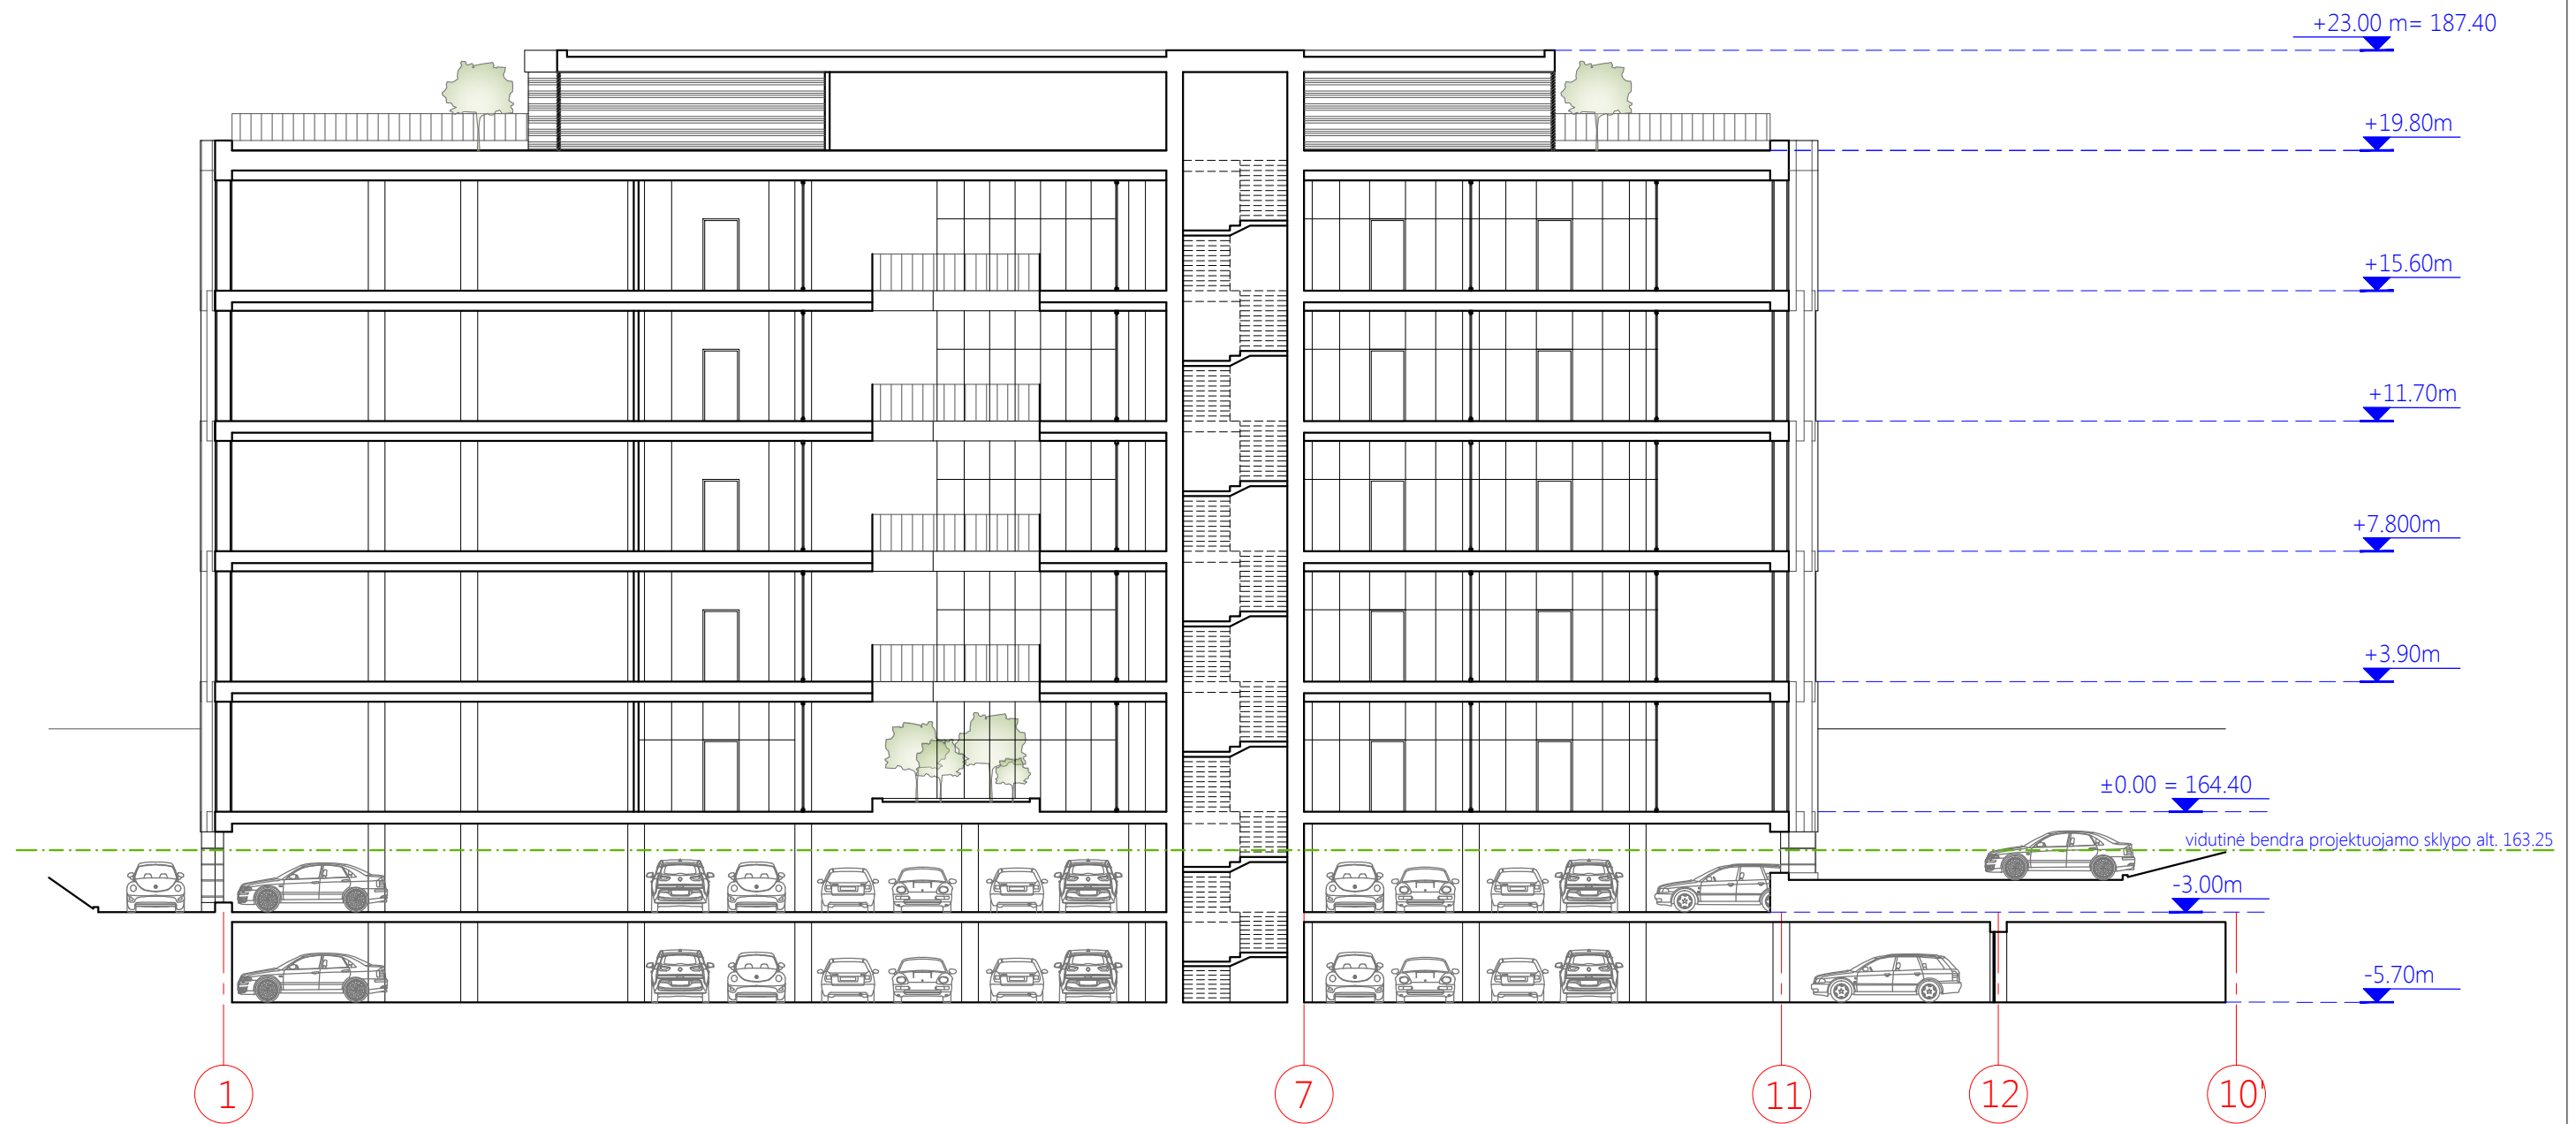 +23.00 m= 187.40
+19.80m
+15.60m
+11.70m
+7.800m
+3.90m
±0.00 = 164.40
vidutinė bendra projektuojamo sklypo alt. 163.25
-3.00m
-5.70m
1
7
11
12
10'